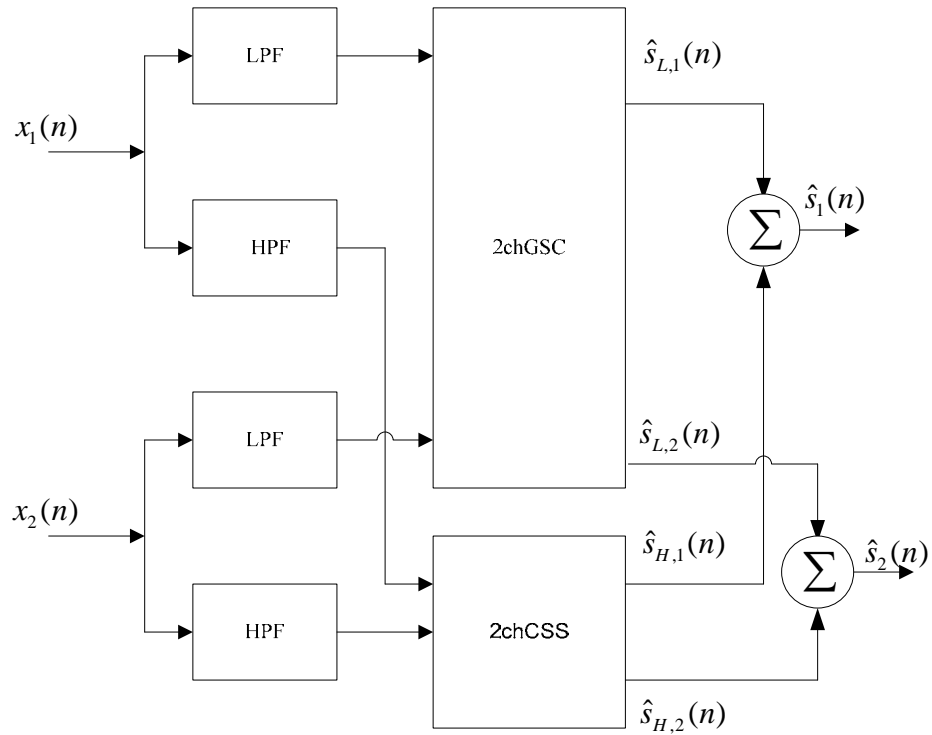 LPF
ŝ_{L,1}(n)
x_1(n)
HPF
2chGSC
ŝ_1(n)
Σ
LPF
ŝ_{L,2}(n)
x_2(n)
ŝ_{H,1}(n)
ŝ_2(n)
Σ
HPF
2chCSS
ŝ_{H,2}(n)